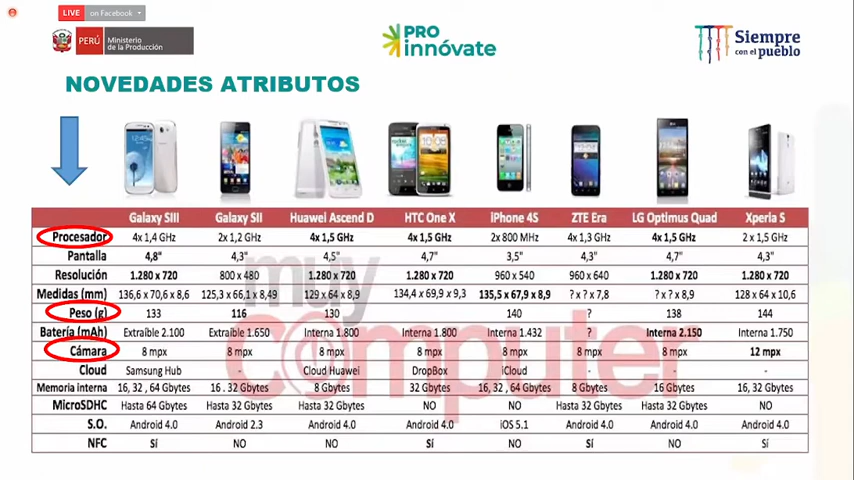 LIVE on Facebook
PERÚ Ministerio de la Producción
PRO innóvate
Siempre con el pueblo
NOVEDADES ATRIBUTOS
Galaxy SIII Galaxy SII Huawei Ascend D HTC One X iPhone 4S ZTE Era LG Optimus Quad Xperia S
Procesador 4x 1,4 GHz 2x 1,2 GHz 4x 1,5 GHz 4x 1,5 GHz 2x 800 MHz 4x 1,3 GHz 4x 1,5 GHz 2 x 1,5 GHz
Pantalla 4,8" 4,3" 4,5" 4,7" 3,5" 4,3" 4,7" 4,3"
Resolución 1.280 x 720 800 x 480 1.280 x 720 1.280 x 720 960 x 540 960 x 640 1.280 x 720 1.280 x 720
Medidas (mm) 136,6 x 70,6 x 8,6 125,3 x 66,1 x 8,49 129 x 64 x 8,9 134,4 x 69,9 x 9,3 135,5 x 67,9 x 8,9 ? x ? x 7,8 ? x ? x 8,9 128 x 64 x 10,6
Peso (g) 133 116 130 140 ? 138 144
Batería (mAh) Extraíble 2.100 Extraible 1.650 Interna 1.800 Interna 1.800 Interna 1.432 ? Interna 2.150 Interna 1.750
Cámara 8 mpx 8 mpx 8 mpx 8 mpx 8 mpx 8 mpx 8 mpx 12 mpx
Cloud Samsung Hub - Cloud Huawei DropBox iCloud - - -
Memoria interna 16, 32 , 64 Gbytes 16 . 32 Gbytes 8 Gbytes 32 Gbytes 16, 32, 64 Gbytes 8 Gbytes 16 Gbytes 16, 32 Gbytes
MicroSDHC Hasta 64 Gbytes Hasta 32 Gbytes Hasta 32 Gbytes NO NO Hasta 32 Gbytes Hasta 32 Gbytes NO
S.O. Android 4.0 Android 2.3 Android 4.0 Android 4.0 iOS 5.1 Android 4.0 Android 4.0 Android 4.0
NFC Sí NO NO Sí NO Sí NO Sí
muy
computer